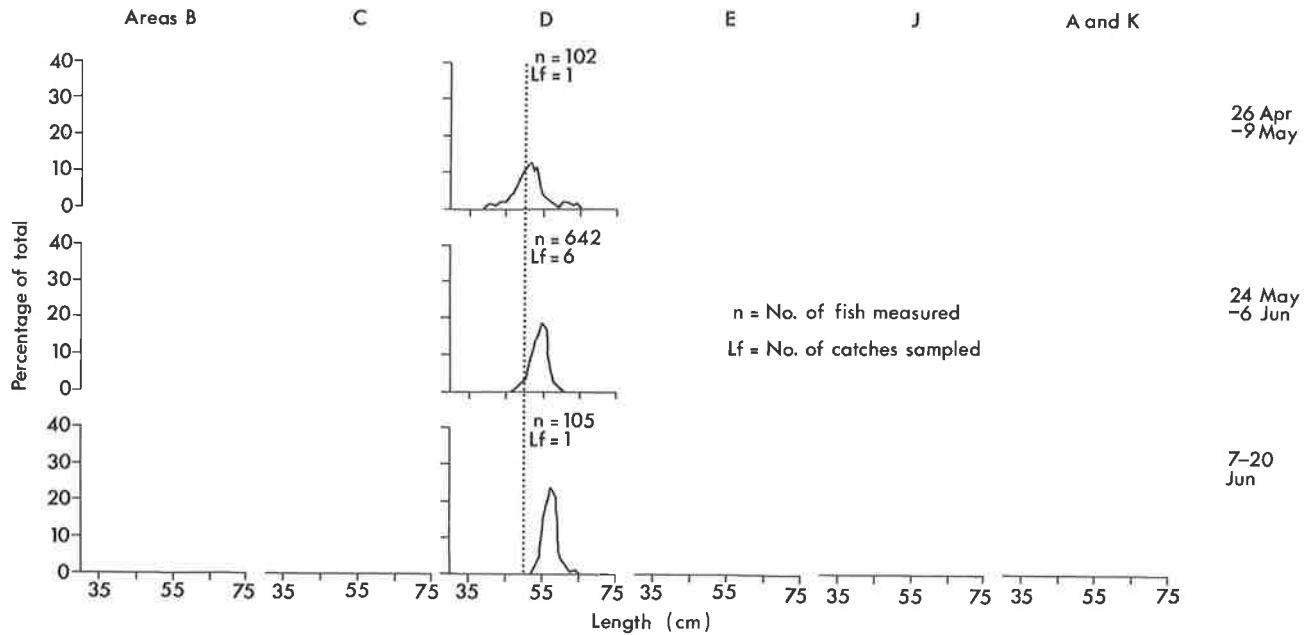 Areas B C D E J A and K
40 n = 102
Lf = 1
30 26 Apr
-9 May
20
10
0
40 n = 642
Lf = 6
30 24 May
-6 Jun
20 n = No. of fish measured
10 Lf = No. of catches sampled
0
Percentage of total
40 n = 105
Lf = 1
30 7-20
Jun
20
10
0
35 55 75 35 55 75 35 55 75 35 55 75 35 55 75 35 55 75
Length (cm)